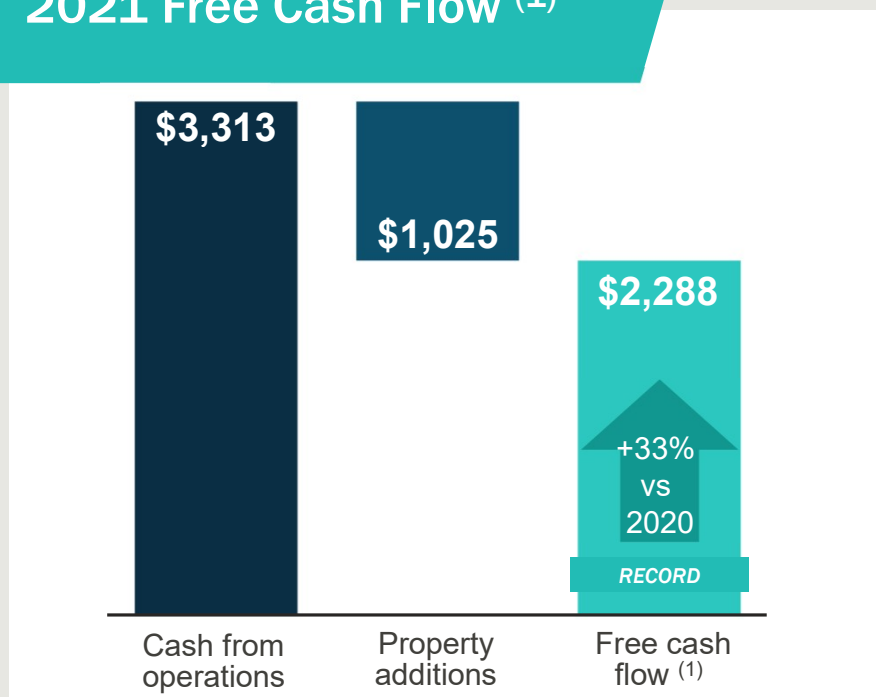 2021 Free Cash Flow (1)
$3,313
$1,025
$2,288
+33%
vs
2020
RECORD
Cash from
operations
Property
additions
Free cash
flow (1)